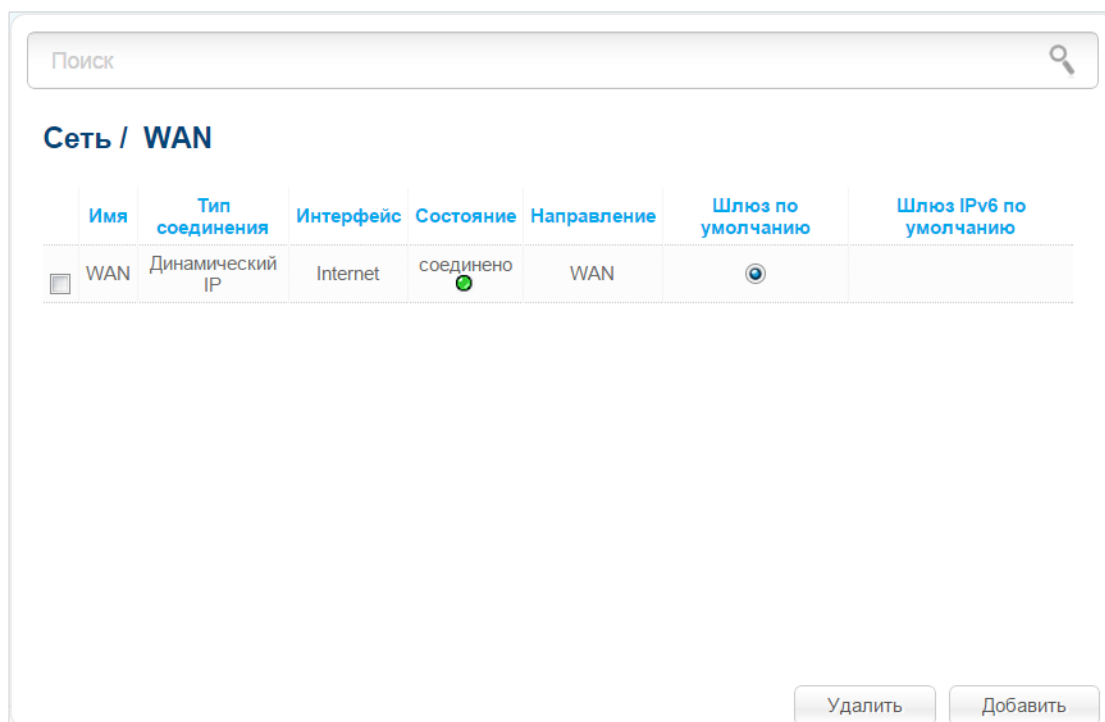 Поиск
Сеть / WAN
Имя Тип соединения Интерфейс Состояние Направление Шлюз по умолчанию Шлюз IPv6 по умолчанию
WAN Динамический IP Internet соединено WAN
Удалить Добавить